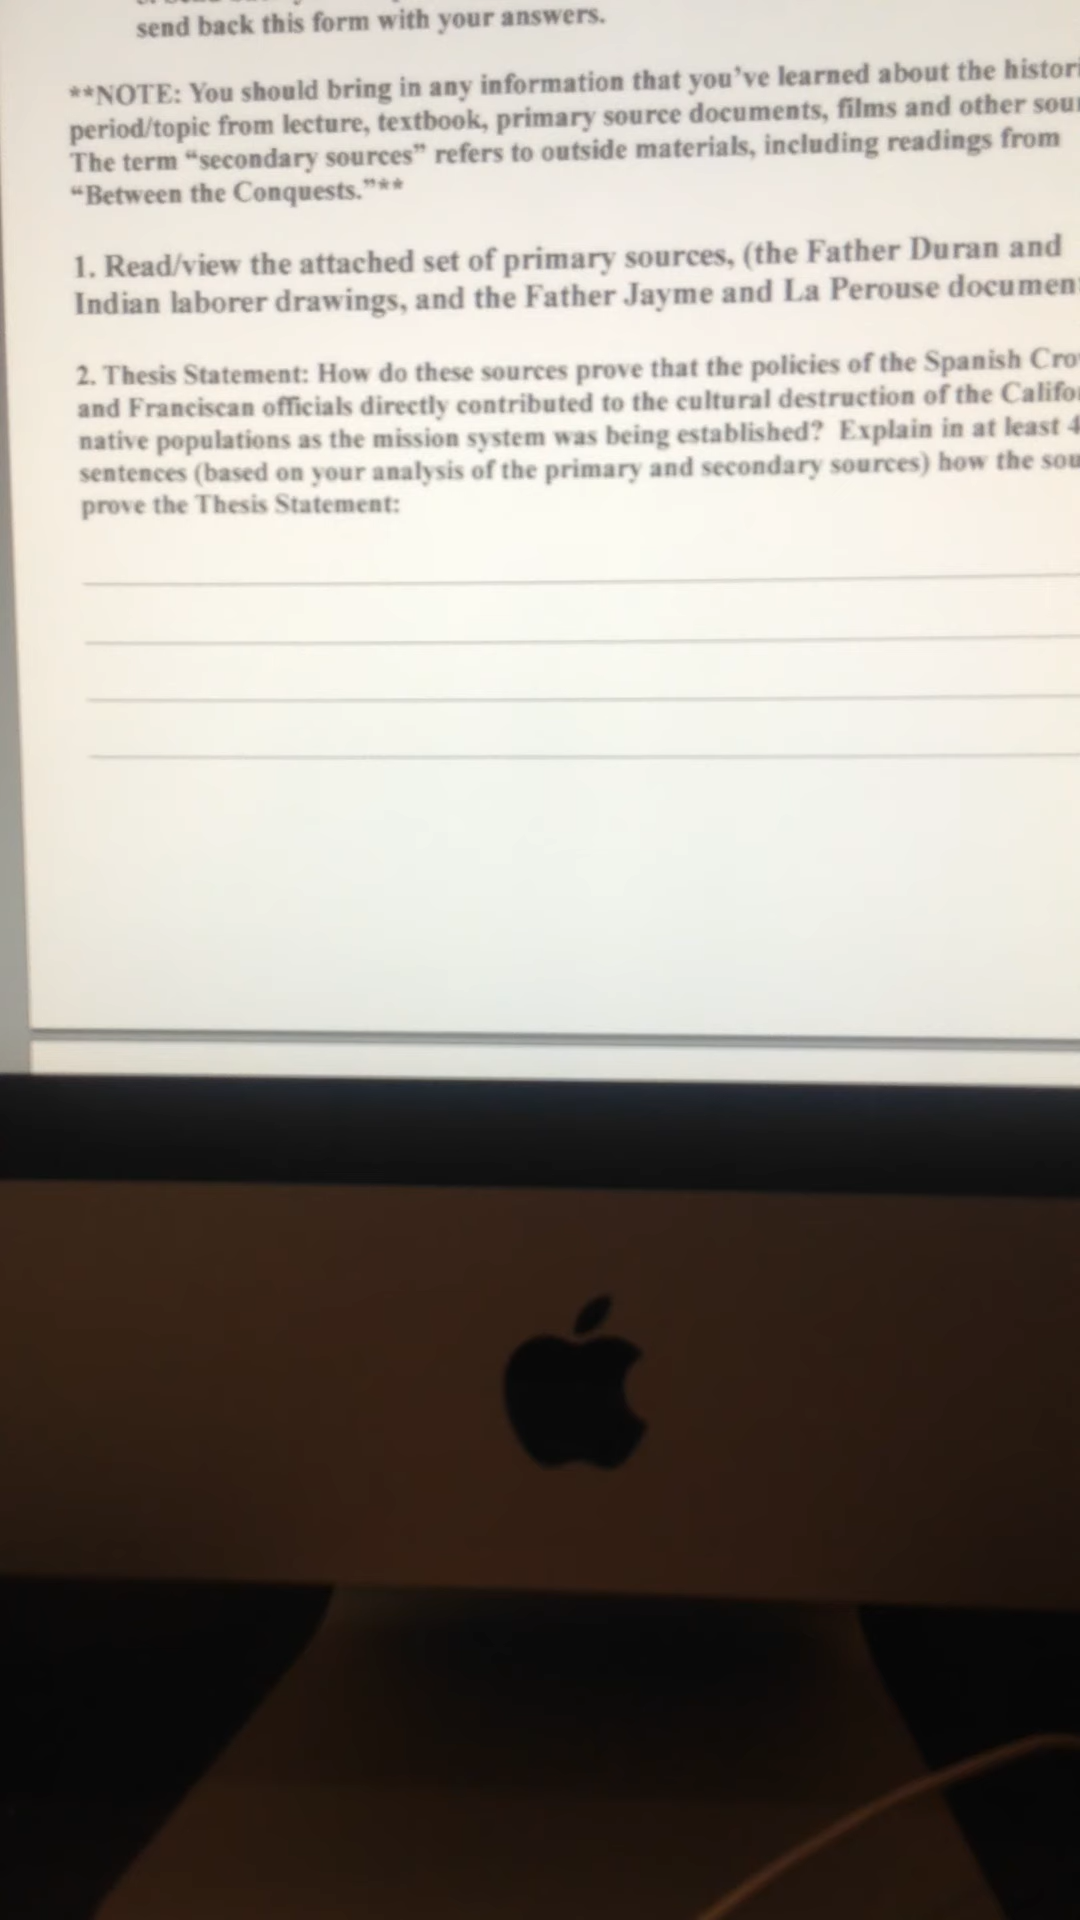 send back this form with your answers.
**NOTE: You should bring in any information that you've learned about the histori
period/topic from lecture, textbook, primary source documents, films and other sour
The term “secondary sources” refers to outside materials, including readings from
“Between the Conquests.”**
1. Read/view the attached set of primary sources, (the Father Duran and
Indian laborer drawings, and the Father Jayme and La Perouse document
2. Thesis Statement: How do these sources prove that the policies of the Spanish Cro
and Franciscan officials directly contributed to the cultural destruction of the Califo
native populations as the mission system was being established? Explain in at least 4
sentences (based on your analysis of the primary and secondary sources) how the sou
prove the Thesis Statement: